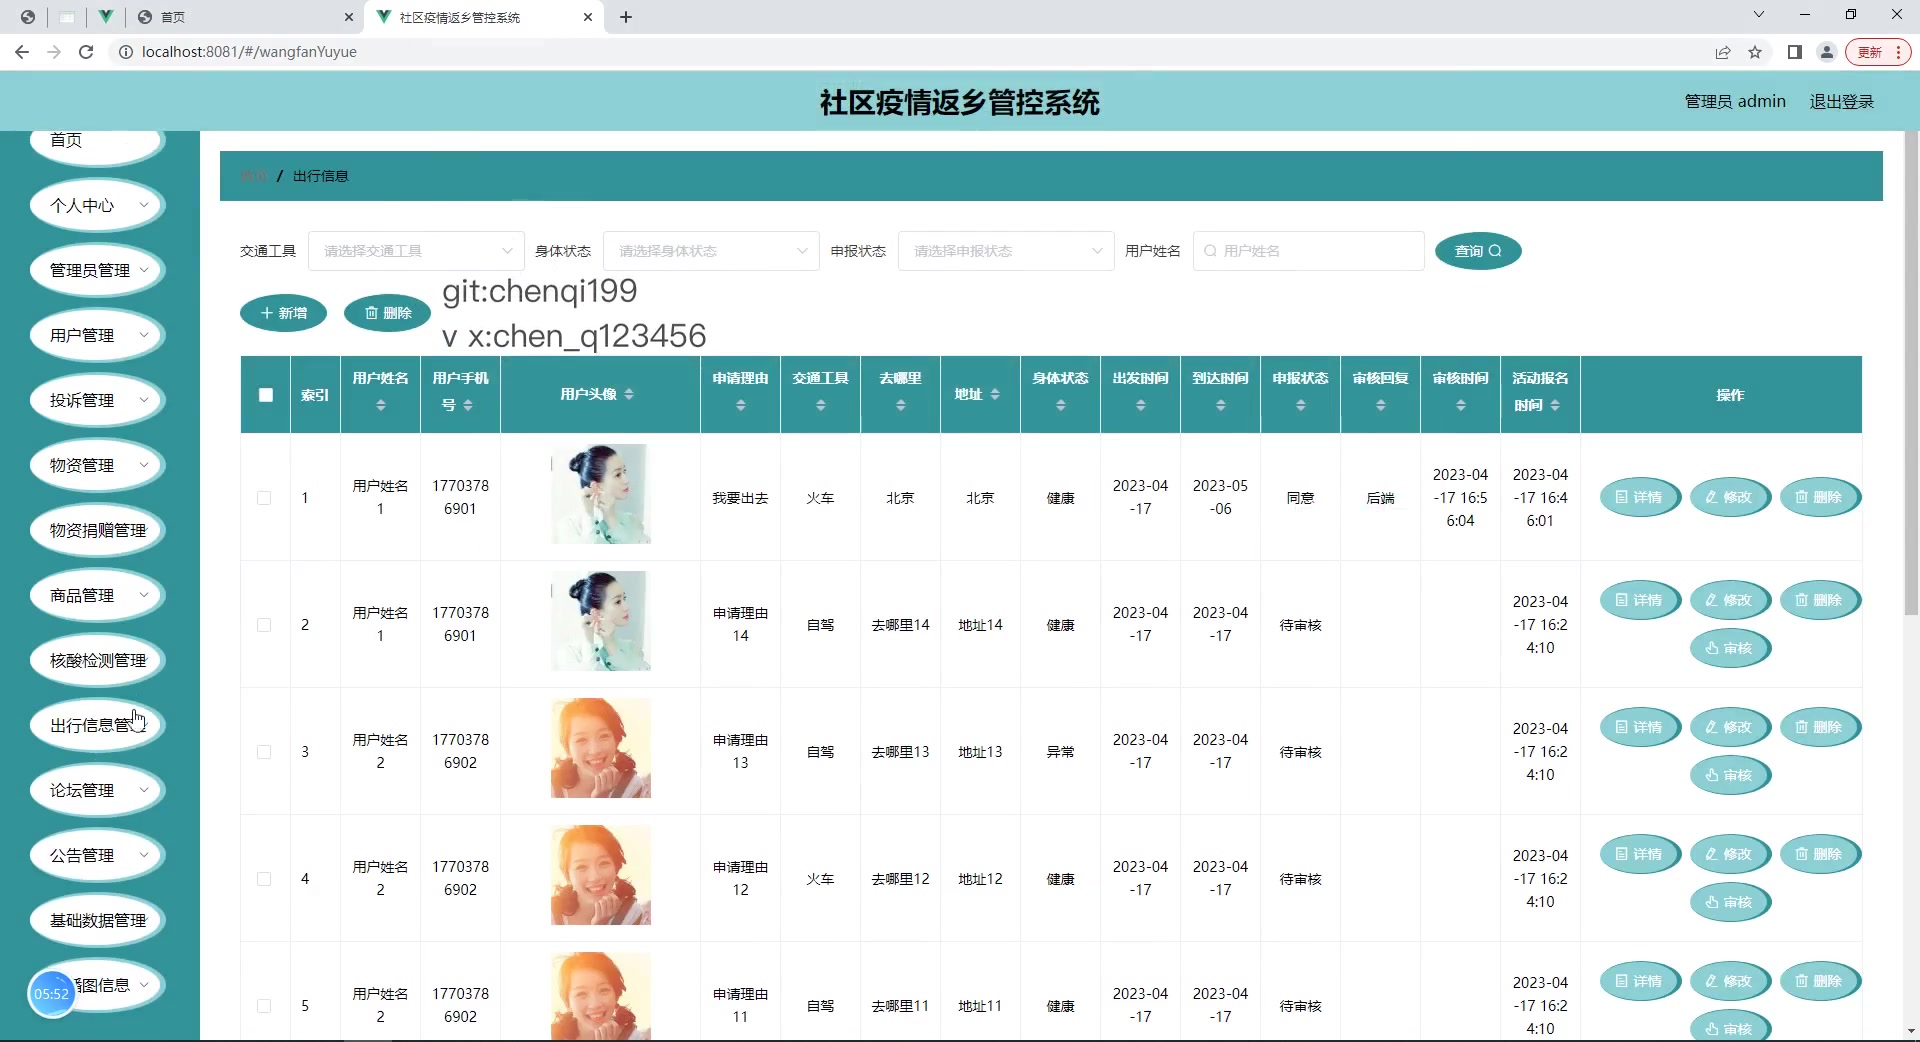 首页
社区疫情返乡管控系统
localhost:8081/#/wangfanYuyue
更新
社区疫情返乡管控系统
管理员 admin
退出登录
首页
个人中心
管理员管理
用户管理
投诉管理
物资管理
物资捐赠管理
商品管理
核酸检测管理
出行信息管
论坛管理
公告管理
基础数据管理
图信息
05:52
首页 / 出行信息
交通工具 请选择交通工具 身体状态 请选择身体状态 申报状态 请选择申报状态 用户姓名 用户姓名 查询
新增 删除
git:chenqi199
v x:chen_q123456
索引 用户姓名 用户手机号 用户头像 申请理由 交通工具 去哪里 地址 身体状态 出发时间 到达时间 申报状态 审核回复 审核时间 活动报名时间 操作
1 用户姓名1 17703786901 我要出去 火车 北京 北京 健康 2023-04-17 2023-05-06 同意 后端 2023-04-17 16:56:04 2023-04-17 16:46:01 详情 修改 删除
2 用户姓名1 17703786901 申请理由14 自驾 去哪里14 地址14 健康 2023-04-17 2023-04-17 待审核 2023-04-17 16:24:10 详情 修改 删除 审核
3 用户姓名2 17703786902 申请理由13 自驾 去哪里13 地址13 异常 2023-04-17 2023-04-17 待审核 2023-04-17 16:24:10 详情 修改 删除 审核
4 用户姓名2 17703786902 申请理由12 火车 去哪里12 地址12 健康 2023-04-17 2023-04-17 待审核 2023-04-17 16:24:10 详情 修改 删除 审核
5 用户姓名2 17703786902 申请理由11 自驾 去哪里11 地址11 健康 2023-04-17 2023-04-17 待审核 2023-04-17 16:24:10 详情 修改 删除 审核